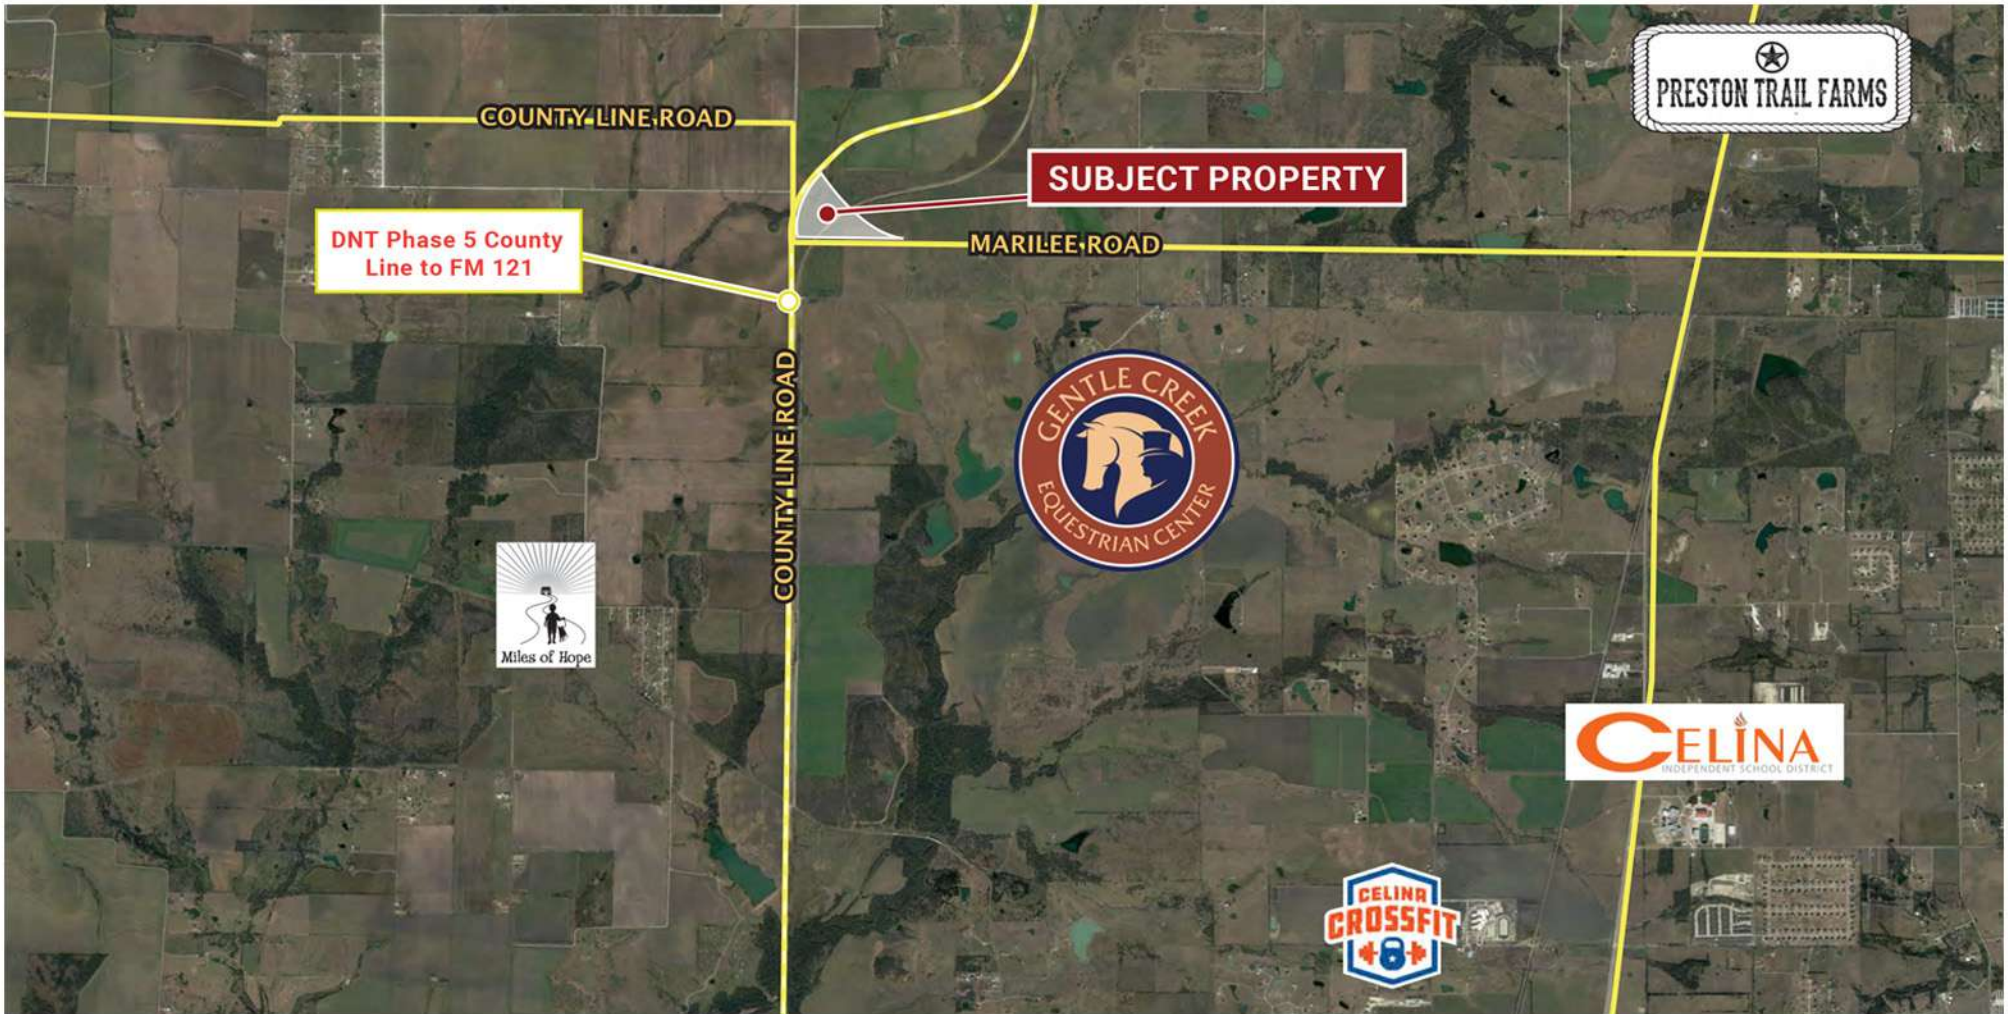 PRESTON TRAIL FARMS
COUNTY LINE ROAD
SUBJECT PROPERTY
DNT Phase 5 County
Line to FM 121
MARILEE ROAD
COUNTY LINE ROAD
GENTLE CREEK
EQUESTRIAN CENTER
Miles of Hope
CELINA
INDEPENDENT SCHOOL DISTRICT
CELINA
CROSSFIT